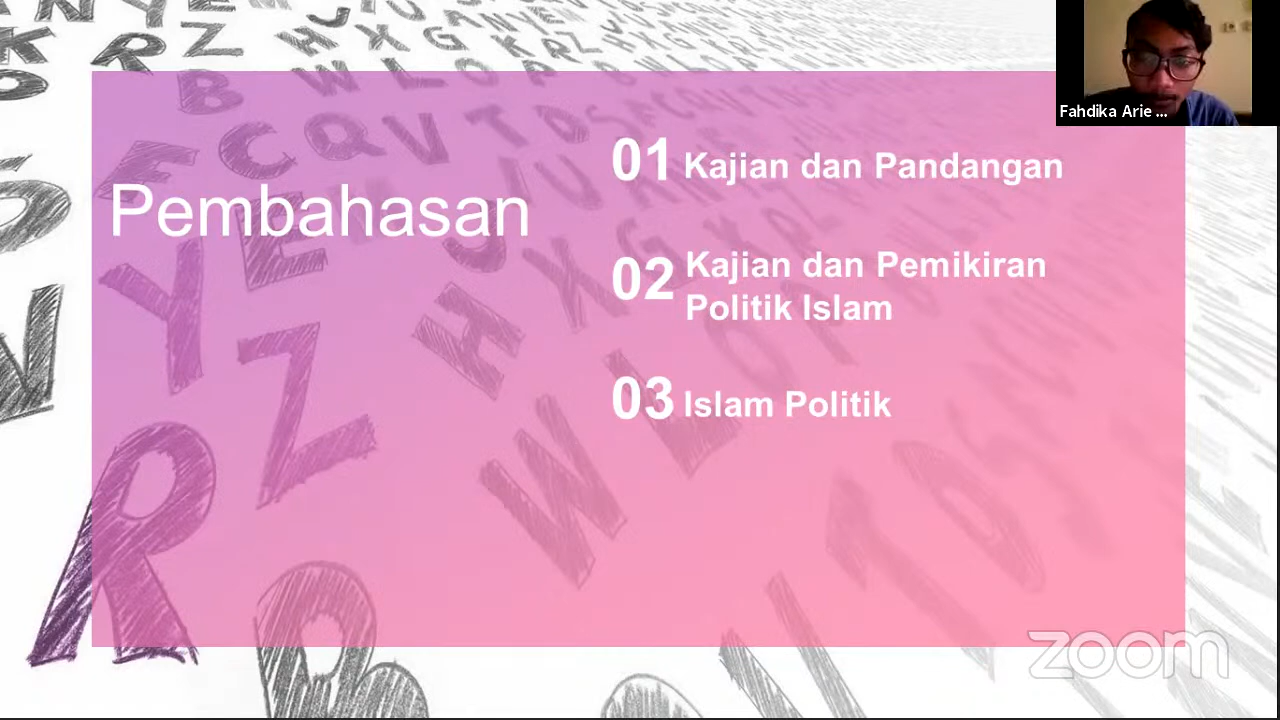 Fahdika Arie ...
Pembahasan
01 Kajian dan Pandangan
02 Kajian dan Pemikiran
Politik Islam
03 Islam Politik
zoom